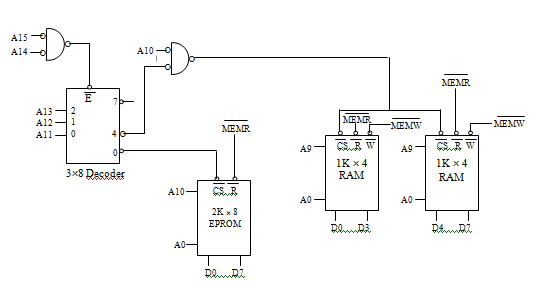 A15
A14
A10
E
A13
A12
A11
2
1
0
7
4
0
3×8 Decoder
MEMR
A10
CS R
2K × 8
EPROM
A0
D0 D7
MEMR
MEMW
A9
CS R W
1K × 4
RAM
A0
D0 D3
MEMR
MEMW
A9
CS R W
1K × 4
RAM
A0
D4 D7